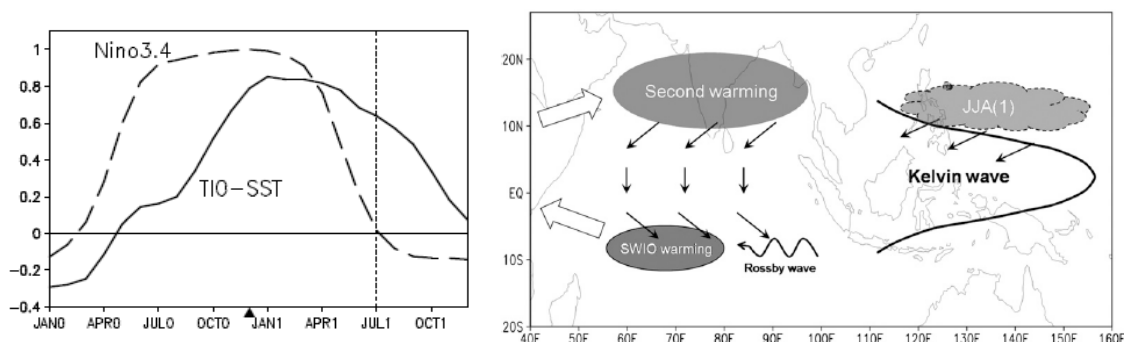 Nino3.4
TIO-SST
1
0.8
0.6
0.4
0.2
0
-0.2
-0.4
JAN0 APR0 JUL0 OCT0 JAN1 APR1 JUL1 OCT1
20N
10N
EQ
10S
20S
Second warming
JJA(1)
Kelvin wave
SWIO warming
Rossby wave
40E 50E 60E 70E 80E 90E 100E 110E 120E 130E 140E 150E 160E